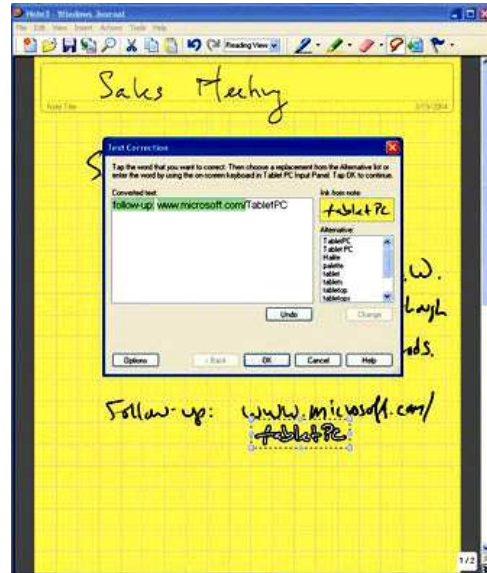 Note1 - Windows Journal
File Edit View Insert Actions Tools Help
Reading View
Sales Meeting
Note Title
3/19/2004
S
Text Correction
Tap the word that you want to correct. Then choose a replacement from the Alternative list or
enter the word by using the on-screen keyboard in Tablet PC Input Panel. Tap OK to continue.
Converted text:
Ink from note:
follow-up: www.microsoft.com/TabletPC
tabletPC
Alternative:
TabletPC
Tablet PC
palette
tablet
tablets
tabletop
tabletops
Undo
Change
Options
< Back
OK
Cancel
Help
W.
ods.
Follow-up: www.microsoft.com/
tabletPC
1/2